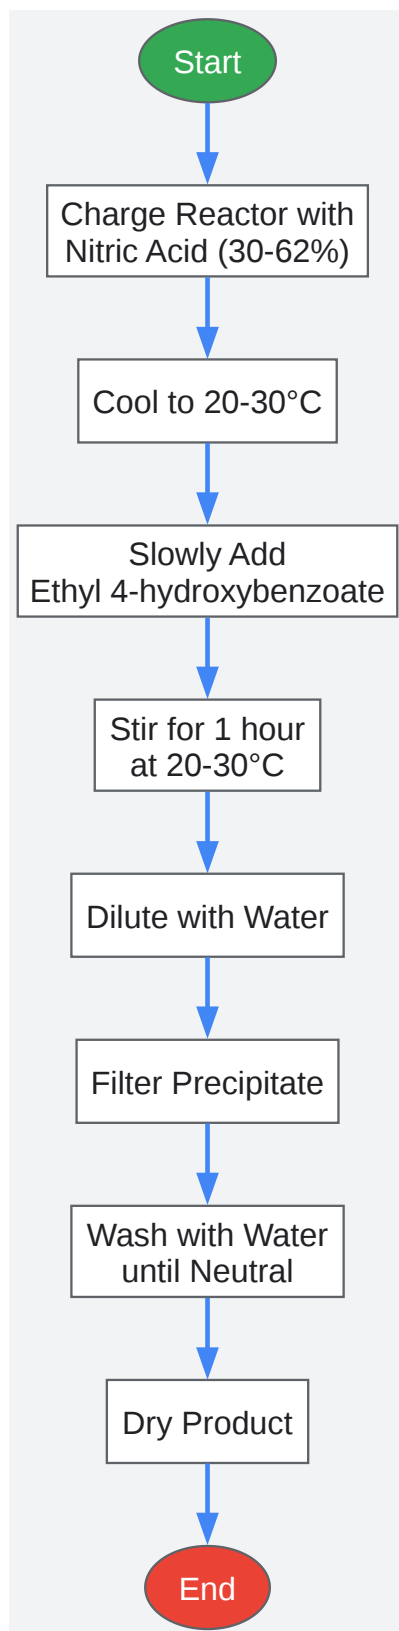 Start
Charge Reactor with
Nitric Acid (30-62%)
Cool to 20-30°C
Slowly Add
Ethyl 4-hydroxybenzoate
Stir for 1 hour
at 20-30°C
Dilute with Water
Filter Precipitate
Wash with Water
until Neutral
Dry Product
End